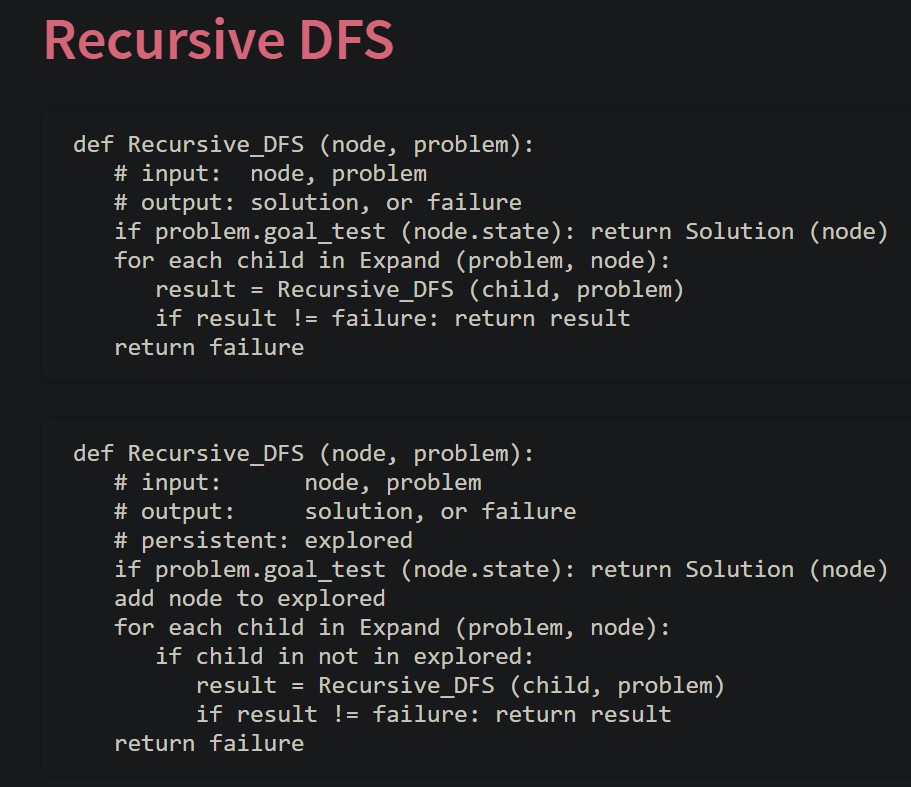 Recursive DFS
def Recursive_DFS (node, problem):
# input:  node, problem
# output: solution, or failure
if problem.goal_test (node.state): return Solution (node)
for each child in Expand (problem, node):
result = Recursive_DFS (child, problem)
if result != failure: return result
return failure
def Recursive_DFS (node, problem):
# input:      node, problem
# output:     solution, or failure
# persistent: explored
if problem.goal_test (node.state): return Solution (node)
add node to explored
for each child in Expand (problem, node):
if child in not in explored:
result = Recursive_DFS (child, problem)
if result != failure: return result
return failure